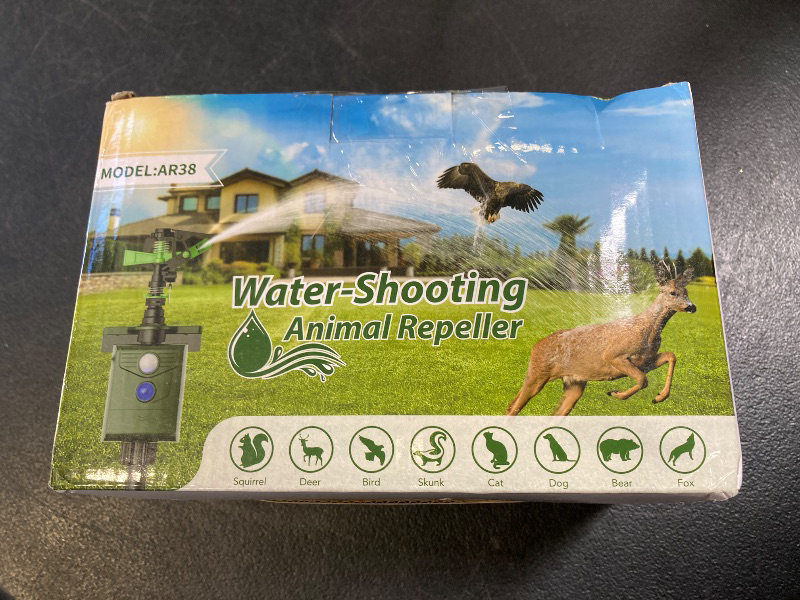 MODEL:AR38
Water-Shooting
Animal Repeller
Squirrel Deer Bird Skunk Cat Dog Bear Fox